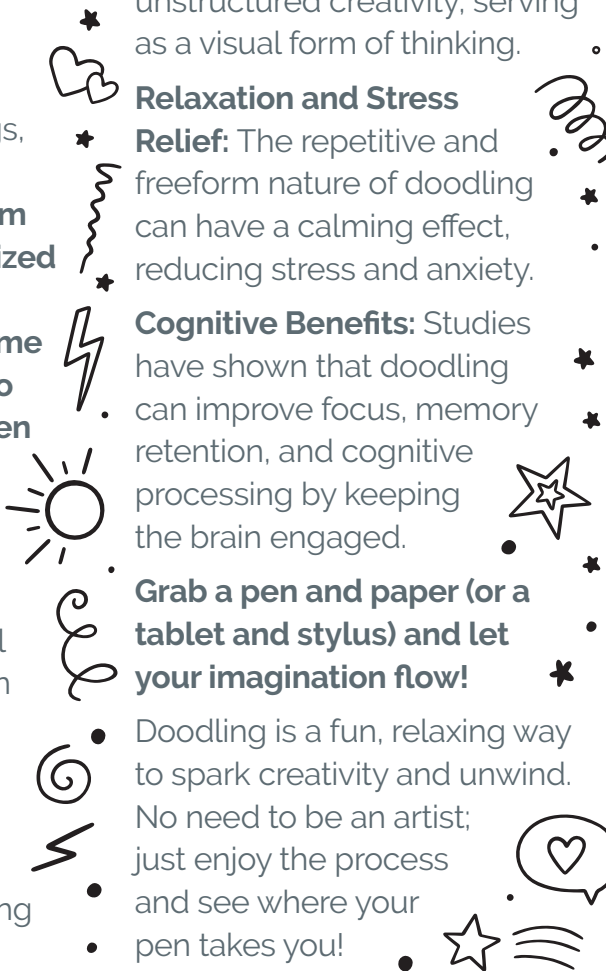 unstructured creativity, serving
as a visual form of thinking.
Relaxation and Stress
Relief: The repetitive and
freeform nature of doodling
can have a calming effect,
reducing stress and anxiety.
Cognitive Benefits: Studies
have shown that doodling
can improve focus, memory
retention, and cognitive
processing by keeping
the brain engaged.
Grab a pen and paper (or a
tablet and stylus) and let
your imagination flow!
Doodling is a fun, relaxing way
to spark creativity and unwind.
No need to be an artist;
just enjoy the process
and see where your
pen takes you!